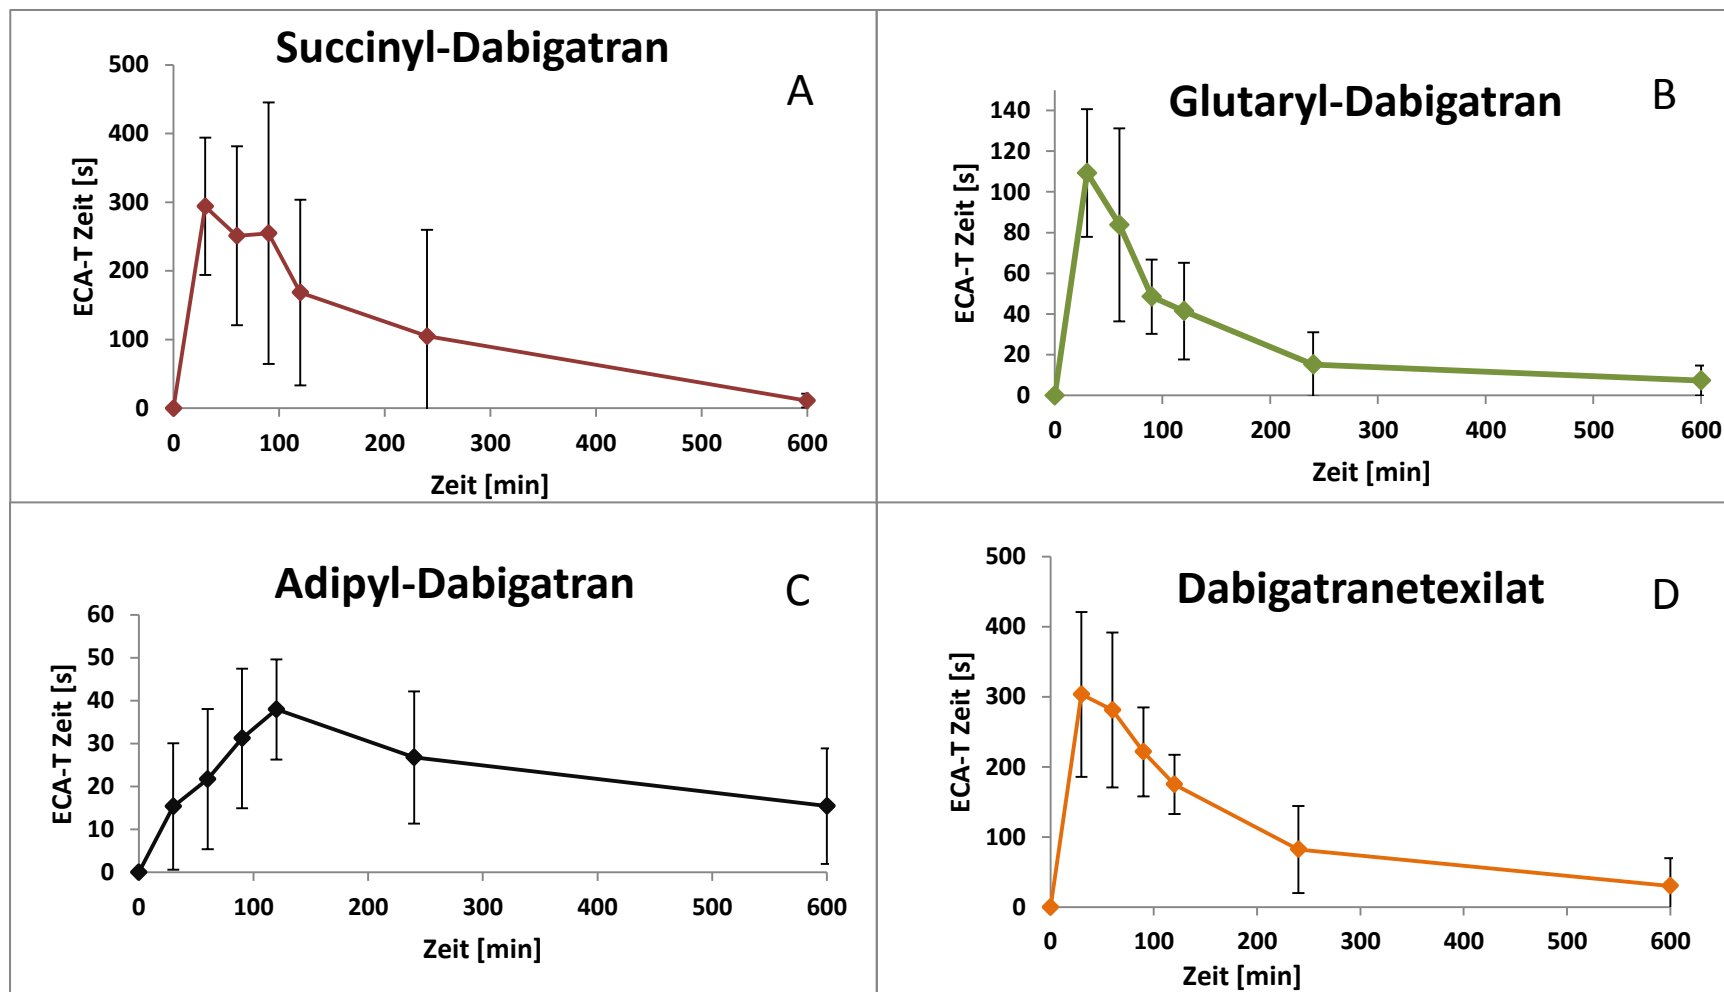 Succinyl-Dabigatran
A
500
400
300
200
100
0
ECA-T Zeit [s]
0 100 200 300 400 500 600
Zeit [min]
Glutaryl-Dabigatran
B
140
120
100
80
60
40
20
0
ECA-T Zeit [s]
0 100 200 300 400 500 600
Zeit [min]
Adipyl-Dabigatran
C
60
50
40
30
20
10
0
ECA-T Zeit [s]
0 100 200 300 400 500 600
Zeit [min]
Dabigatranetexilat
D
500
400
300
200
100
0
ECA-T Zeit [s]
0 100 200 300 400 500 600
Zeit [min]